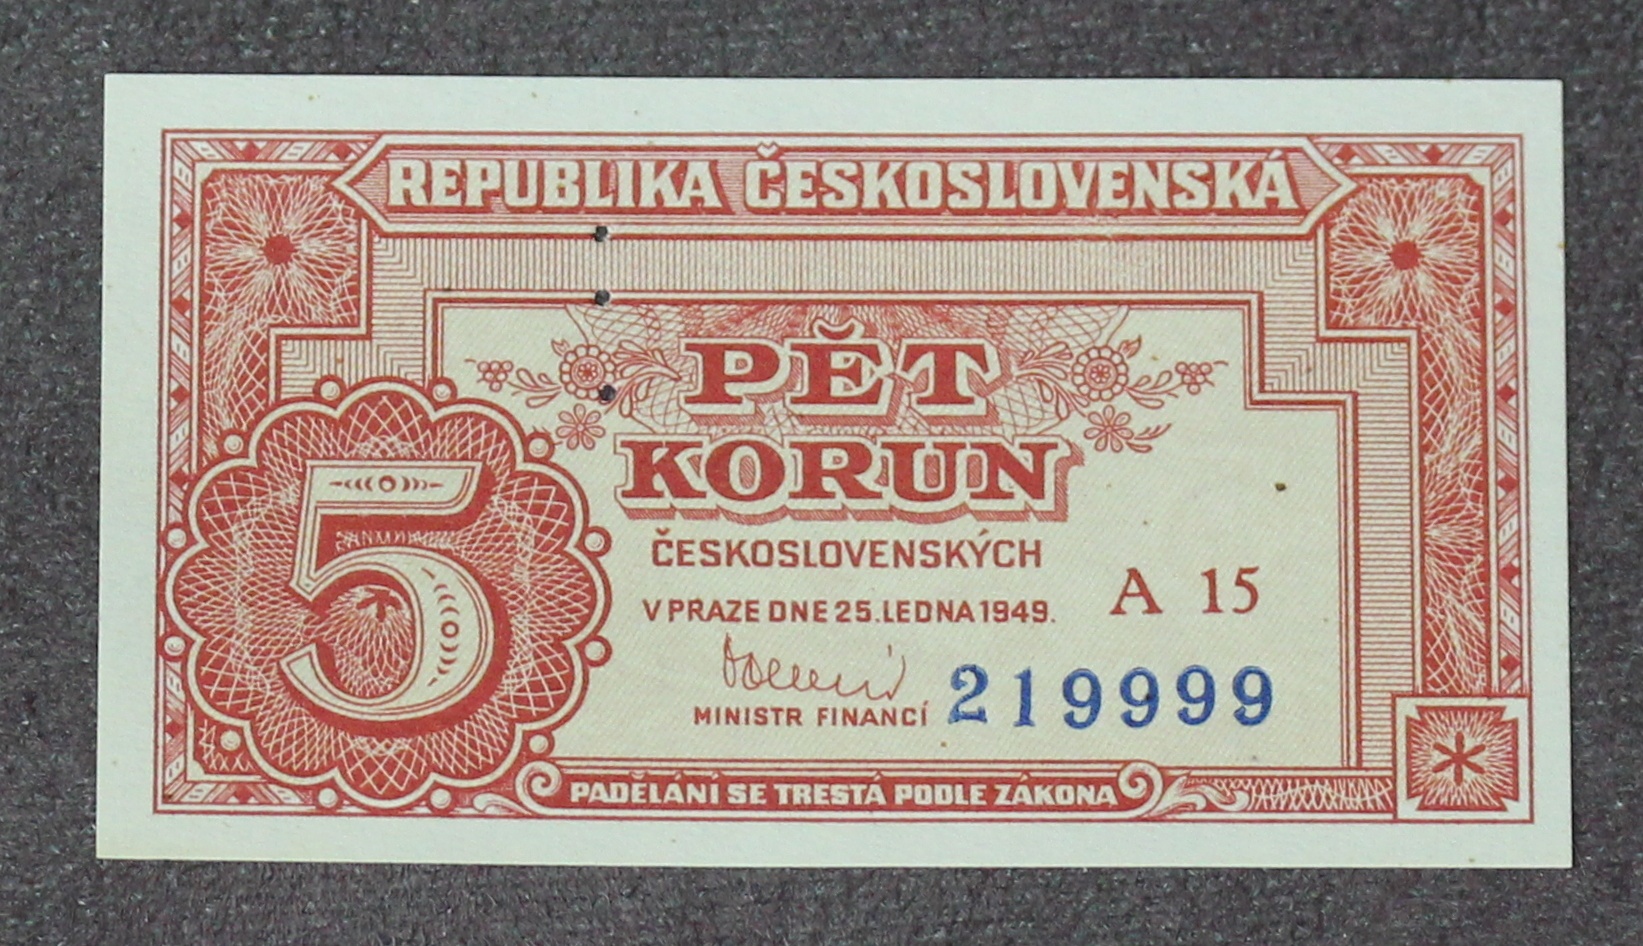 REPUBLIKA ČESKOSLOVENSKÁ
PĚT
KORUN
5
ČESKOSLOVENSKÝCH
V PRAZE DNE 25. LEDNA 1949.
A 15
MINISTR FINANCÍ
219999
PADĚLÁNÍ SE TRESTÁ PODLE ZÁKONA